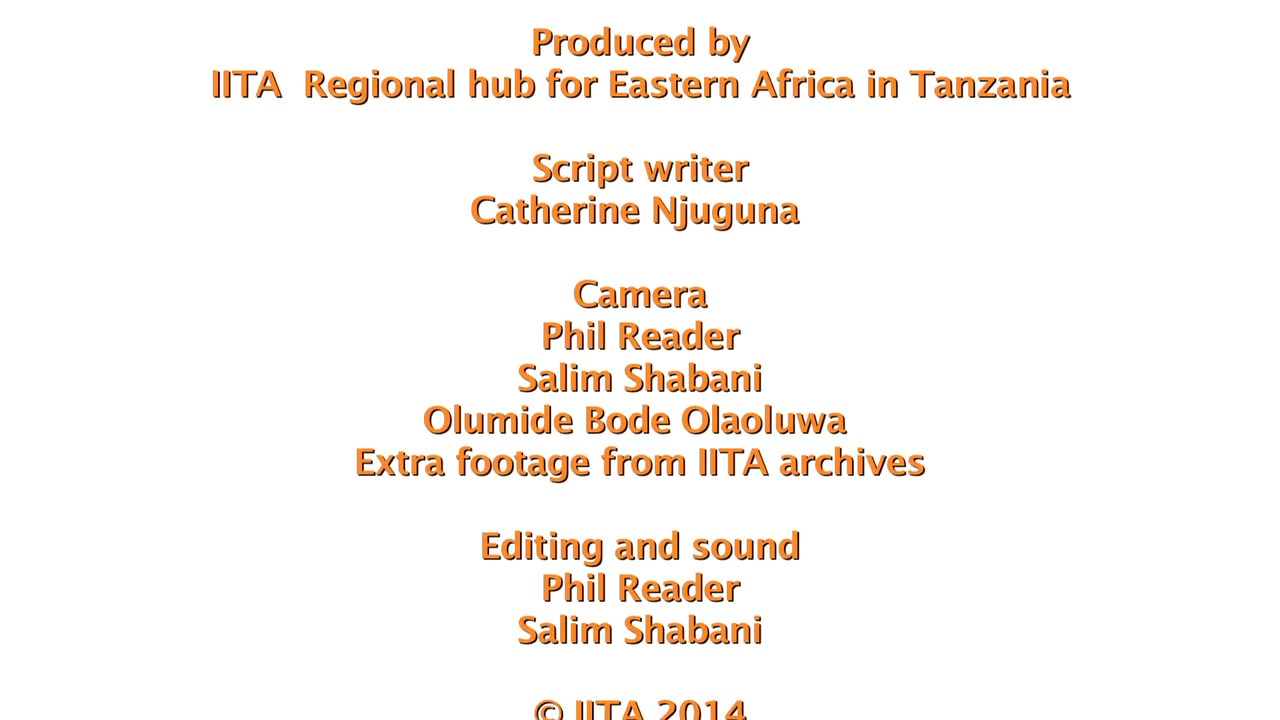 Produced by
IITA  Regional hub for Eastern Africa in Tanzania
Script writer
Catherine Njuguna
Camera
Phil Reader
Salim Shabani
Olumide Bode Olaoluwa
Extra footage from IITA archives
Editing and sound
Phil Reader
Salim Shabani
© IITA 2014